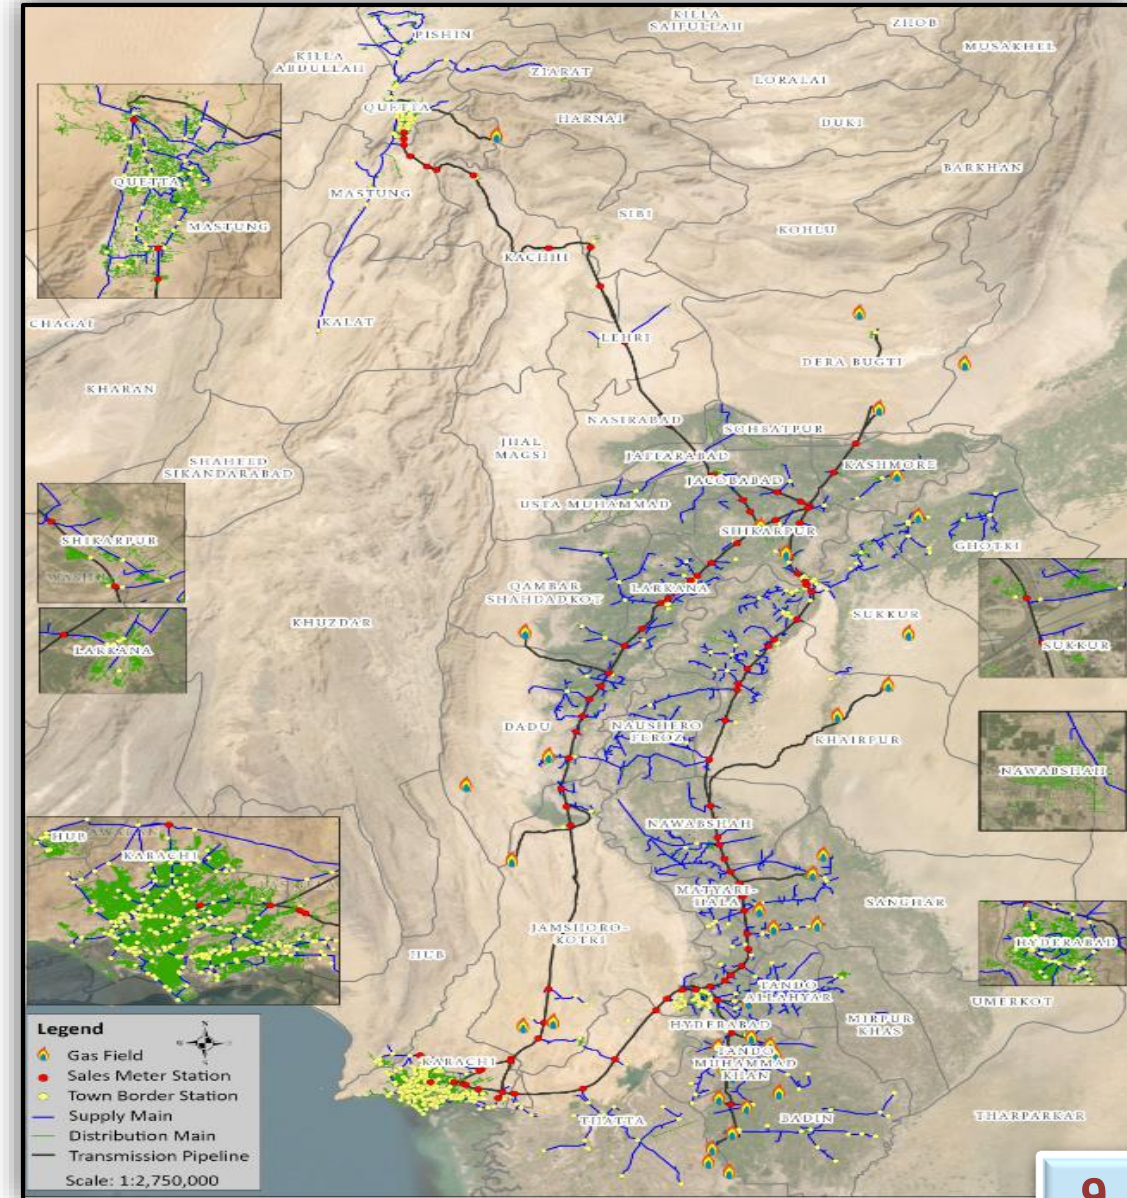 KILLA
SAIFULLAH
ZHOB
PISHIN
MUSAKHEL
KILLA
ABDULLAH
ZIARAT
LORALAI
QUETTA
HARNAI
DUKI
BARKHAN
QUETTA
MASTUNG
MASTUNG
SIBI
KOHLU
KACHHI
CHAGAI
KALAT
LEHRI
DERA BUGTI
KHARAN
NASIRABAD
SOHBATPUR
JHAL
MAGSI
JAFFARABAD
SHAHEED
SIKANDARABAD
KASHMORE
JACOBABAD
USTA MUHAMMAD
SHIKARPUR
SHIKARPUR
GHOTKI
QAMBAR
SHAHDADKOT
LARKANA
SUKKUR
KHUZDAR
LARKANA
SUKKUR
DADU
NAUSHERO
FEROZ
KHAIRPUR
NAWABSHAH
NAWABSHAH
HUB
KARACHI
MATYARI-
HALA
SANGHAR
JAMSHORO-
KOTRI
HYDERABAD
HUB
TANDO
ALLAHYAR
UMERKOT
MIRPUR
KHAS
HYDERABAD
KARACHI
TANDO
MUHAMMAD
KHAN
THATTA
BADIN
THARPARKAR
Legend
N
Gas Field
Sales Meter Station
Town Border Station
Supply Main
Distribution Main
Transmission Pipeline
Scale: 1:2,750,000
9